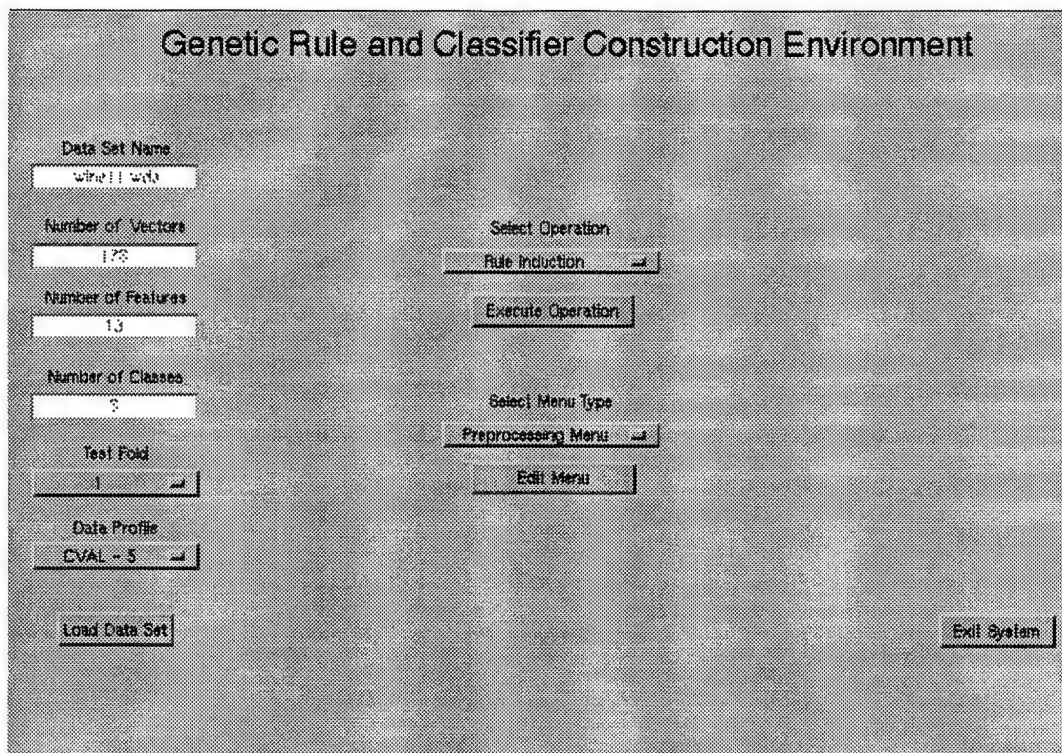 Genetic Rule and Classifier Construction Environment
Data Set Name
Number of Vectors
178
Number of Features
13
Number of Classes
3
Test Fold
1
Data Profile
CVAL - 5
Load Data Set
Select Operation
Rule Induction
Execute Operation
Select Menu Type
Preprocessing Menu
Edit Menu
Exit System